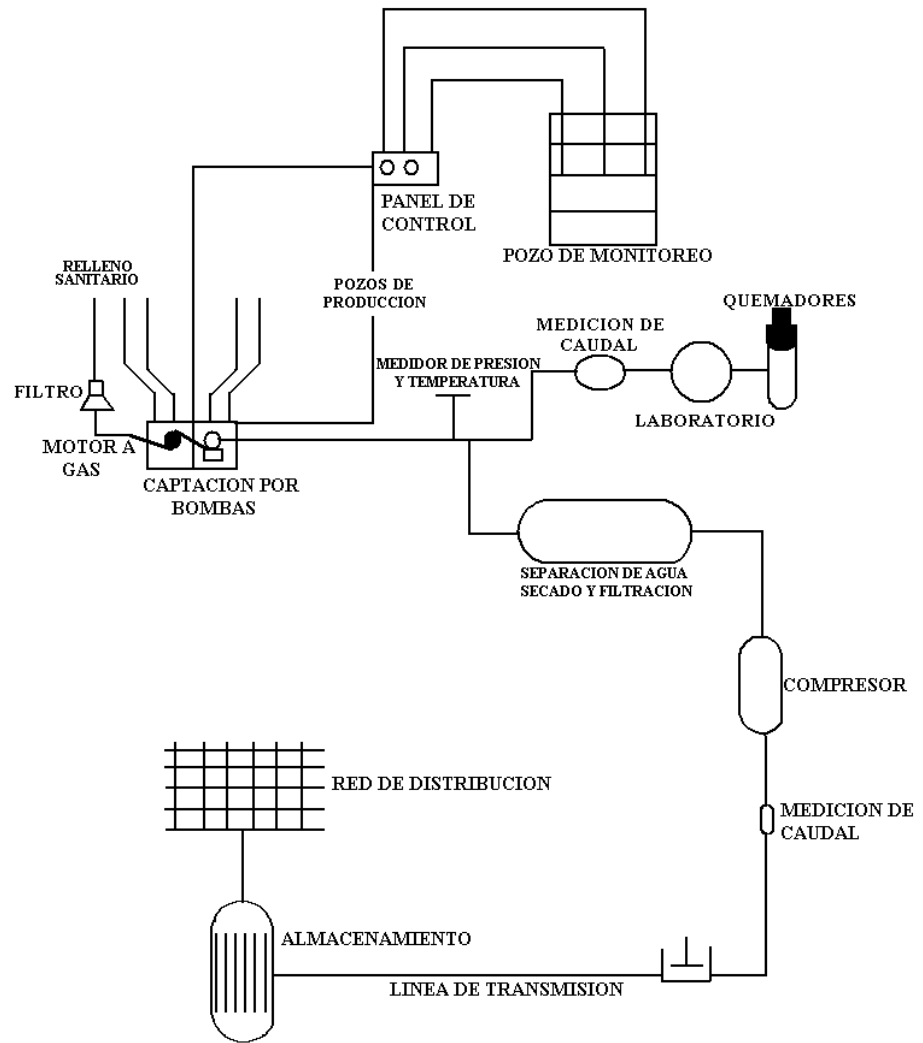 PANEL DE
CONTROL
POZO DE MONITOREO
RELLENO
SANITARIO
POZOS DE
PRODUCCION
QUEMADORES
MEDICION DE
CAUDAL
MEDIDOR DE PRESION
Y TEMPERATURA
FILTRO
LABORATORIO
MOTOR A
GAS
CAPTACION POR
BOMBAS
SEPARACION DE AGUA
SECADO Y FILTRACION
COMPRESOR
RED DE DISTRIBUCION
MEDICION DE
CAUDAL
ALMACENAMIENTO
LINEA DE TRANSMISION